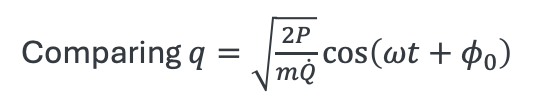 Comparing q = √(2P/(mQ̇)) cos(ωt + ϕ₀)